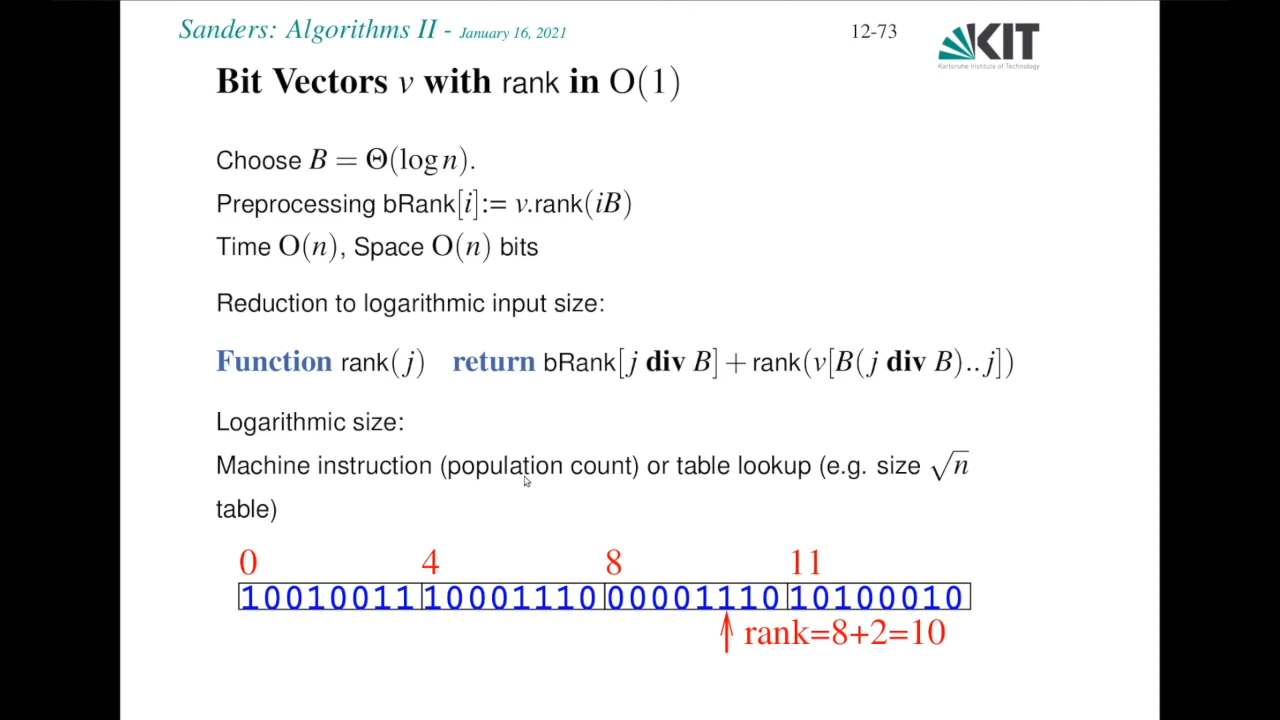 Sanders: Algorithms II - January 16, 2021 12-73 KIT
Karlsruhe Institute of Technology
Bit Vectors v with rank in O(1)
Choose B = Θ(log n).
Preprocessing bRank[i]:= v.rank(iB)
Time O(n), Space O(n) bits
Reduction to logarithmic input size:
Function rank(j) return bRank[j div B] + rank(v[B(j div B)..j])
Logarithmic size:
Machine instruction (population count) or table lookup (e.g. size √n
table)
0 4 8 11
10010011 10001110 00001110 10100010
rank=8+2=10